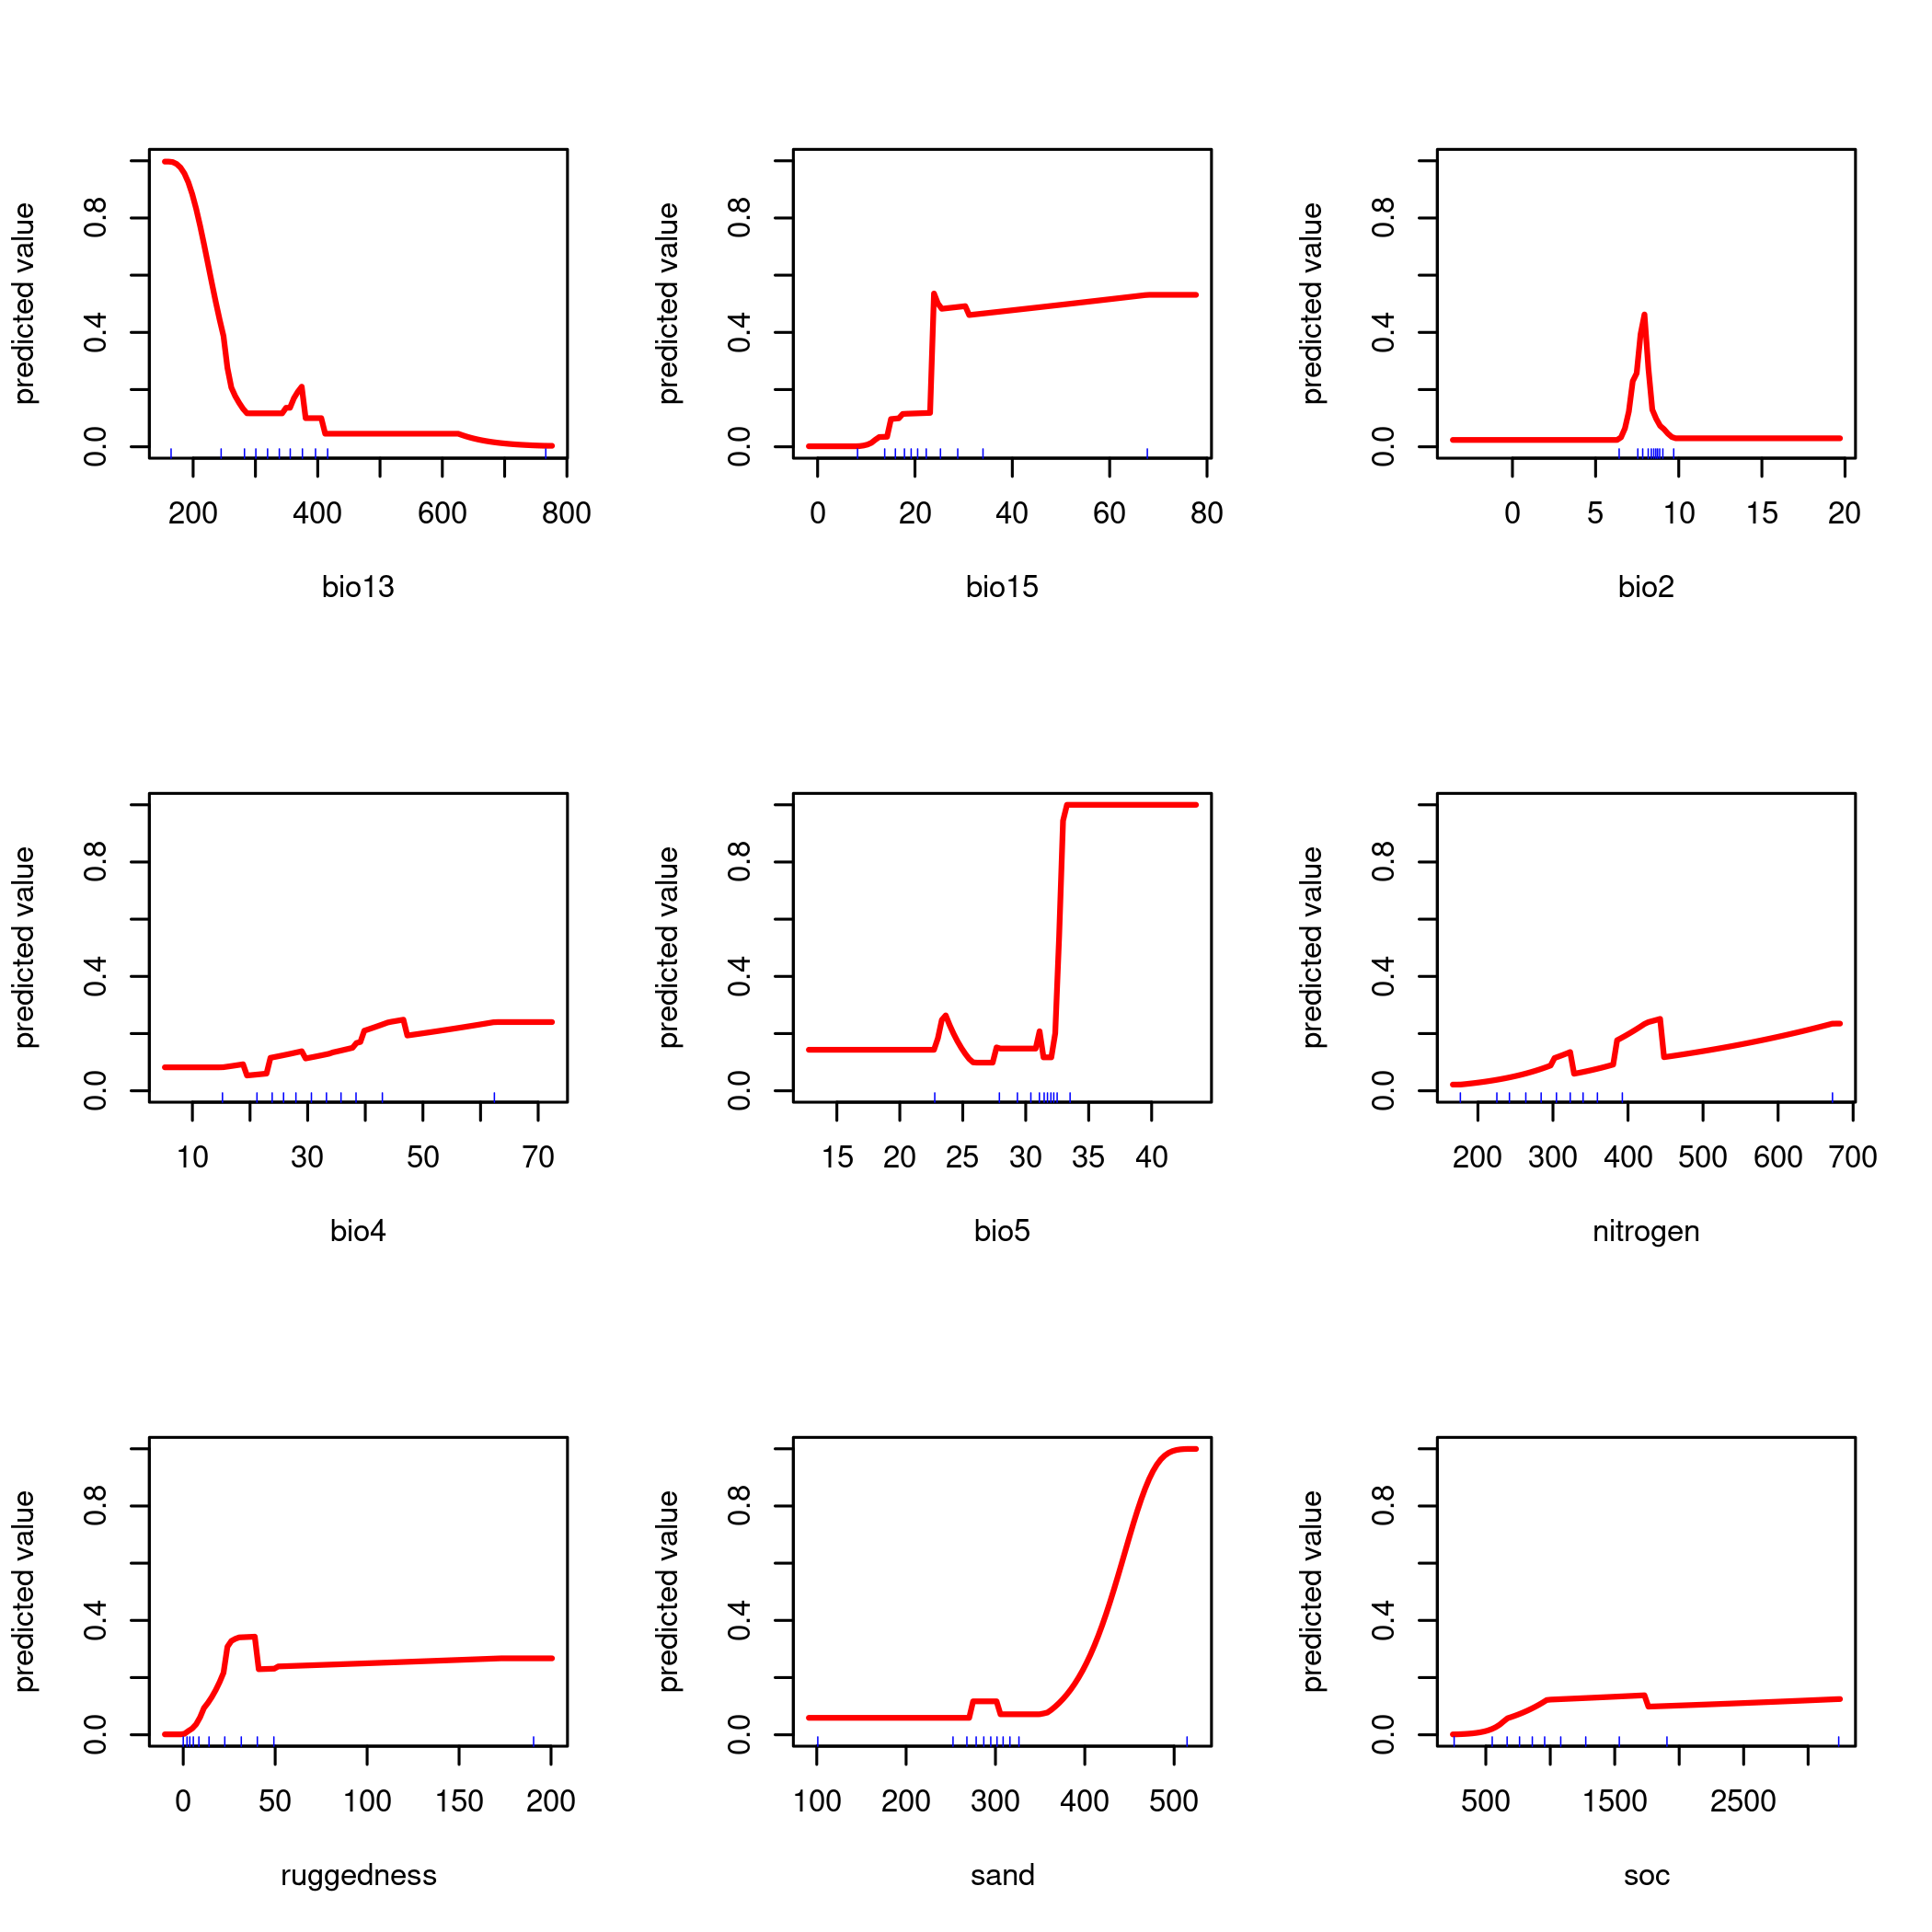 predicted value
0.0 0.4 0.8
200 400 600 800
bio13
predicted value
0.0 0.4 0.8
0 20 40 60 80
bio15
predicted value
0.0 0.4 0.8
0 5 10 15 20
bio2
predicted value
0.0 0.4 0.8
10 30 50 70
bio4
predicted value
0.0 0.4 0.8
15 20 25 30 35 40
bio5
predicted value
0.0 0.4 0.8
200 300 400 500 600 700
nitrogen
predicted value
0.0 0.4 0.8
0 50 100 150 200
ruggedness
predicted value
0.0 0.4 0.8
100 200 300 400 500
sand
predicted value
0.0 0.4 0.8
500 1500 2500
soc